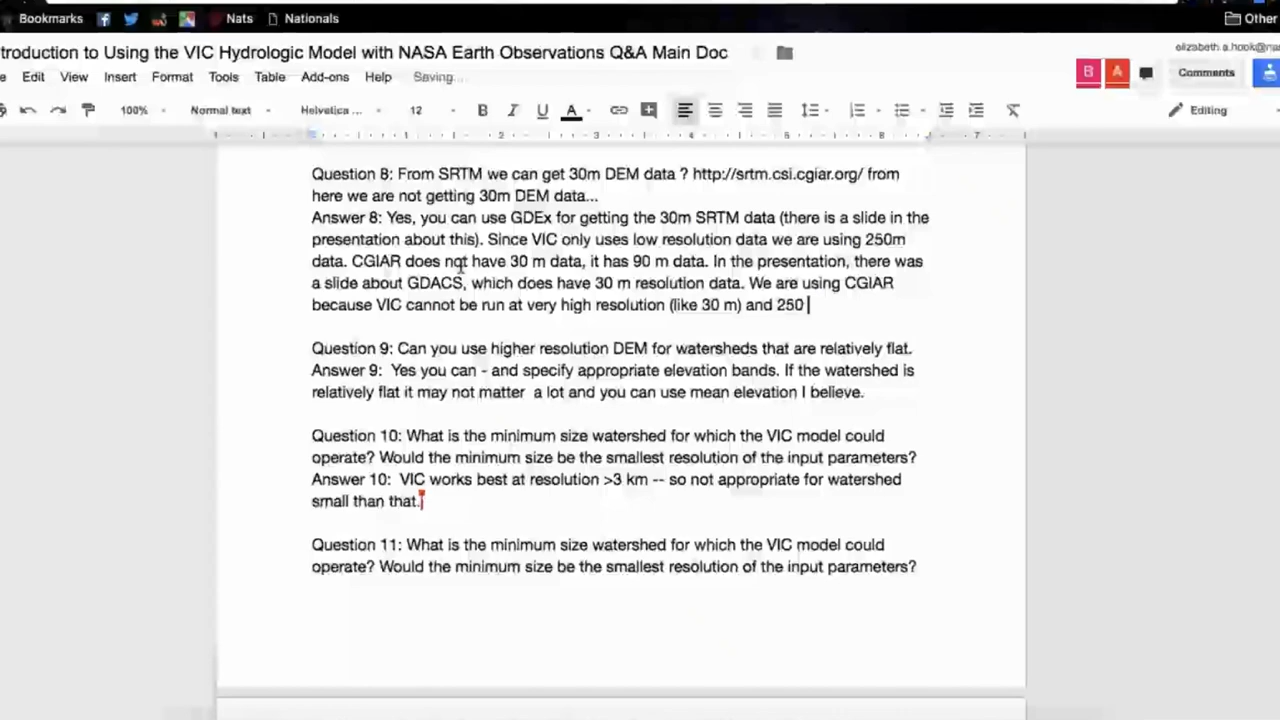 Bookmarks Nats Nationals Other
troduction to Using the VIC Hydrologic Model with NASA Earth Observations Q&A Main Doc
elizabeth.a.hook@na
Edit View Insert Format Tools Table Add-ons Help Saving...
B A Comments
100% Normal text Helvetica ... 12 B I U A Editing
1 2 3 4 5 6 7
Question 8: From SRTM we can get 30m DEM data ? http://srtm.csi.cgiar.org/ from
here we are not getting 30m DEM data...
Answer 8: Yes, you can use GDEx for getting the 30m SRTM data (there is a slide in the
presentation about this). Since VIC only uses low resolution data we are using 250m
data. CGIAR does not have 30 m data, it has 90 m data. In the presentation, there was
a slide about GDACS, which does have 30 m resolution data. We are using CGIAR
because VIC cannot be run at very high resolution (like 30 m) and 250
Question 9: Can you use higher resolution DEM for watersheds that are relatively flat.
Answer 9: Yes you can - and specify appropriate elevation bands. If the watershed is
relatively flat it may not matter a lot and you can use mean elevation I believe.
Question 10: What is the minimum size watershed for which the VIC model could
operate? Would the minimum size be the smallest resolution of the input parameters?
Answer 10: VIC works best at resolution >3 km -- so not appropriate for watershed
small than that.
Question 11: What is the minimum size watershed for which the VIC model could
operate? Would the minimum size be the smallest resolution of the input parameters?